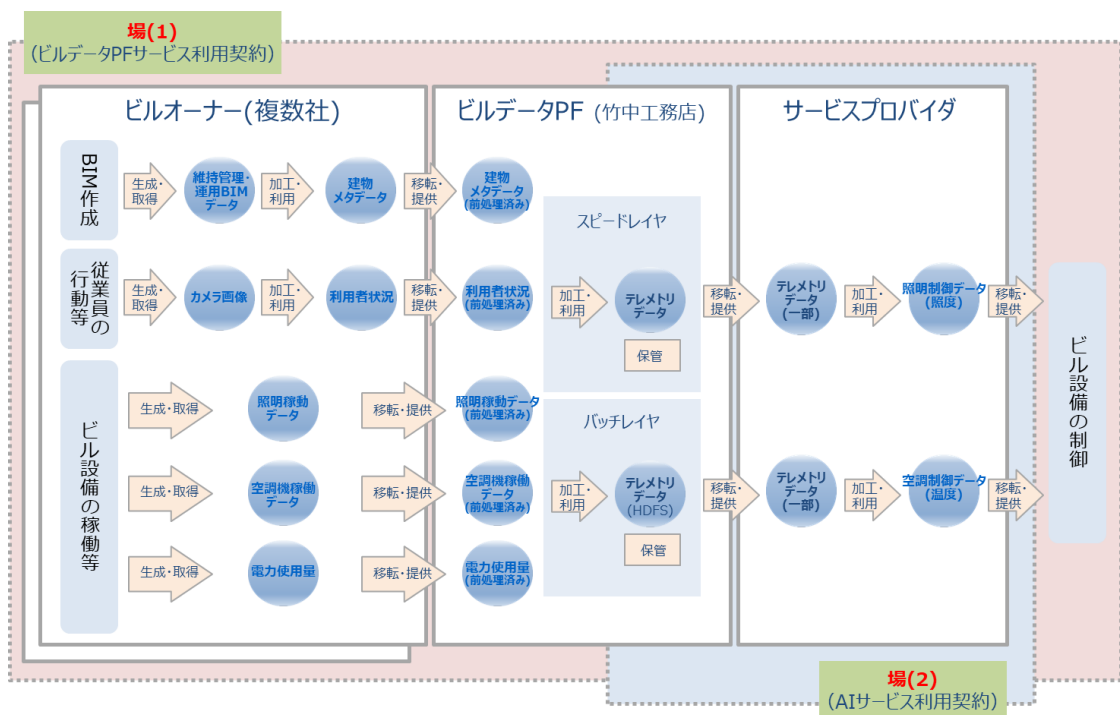 場(1)
(ビルデータPFサービス利用契約)
ビルオーナー(複数社)
ビルデータPF (竹中工務店)
サービスプロバイダ
BIM作成
生成・
取得
維持管理・
運用BIM
データ
加工・
利用
建物
メタデータ
移転・
提供
建物
メタデータ
(前処理済み)
スピードレイヤ
従業員の
行動等
生成・
取得
カメラ画像
加工・
利用
利用者状況
移転・
提供
利用者状況
(前処理済み)
加工・
利用
テレメトリ
データ
移転・
提供
テレメトリ
データ
(一部)
加工・
利用
照明制御データ
(照度)
移転・
提供
保管
ビル設備の制御
ビル設備の稼働等
生成・取得
照明稼動
データ
移転・提供
照明稼動データ
(前処理済み)
バッチレイヤ
生成・取得
空調機稼働
データ
移転・提供
空調機稼働
データ
(前処理済み)
加工・
利用
テレメトリ
データ
(HDFS)
移転・
提供
テレメトリ
データ
(一部)
加工・
利用
空調制御データ
(温度)
移転・
提供
保管
生成・取得
電力使用量
移転・提供
電力使用量
(前処理済み)
場(2)
(AIサービス利用契約)